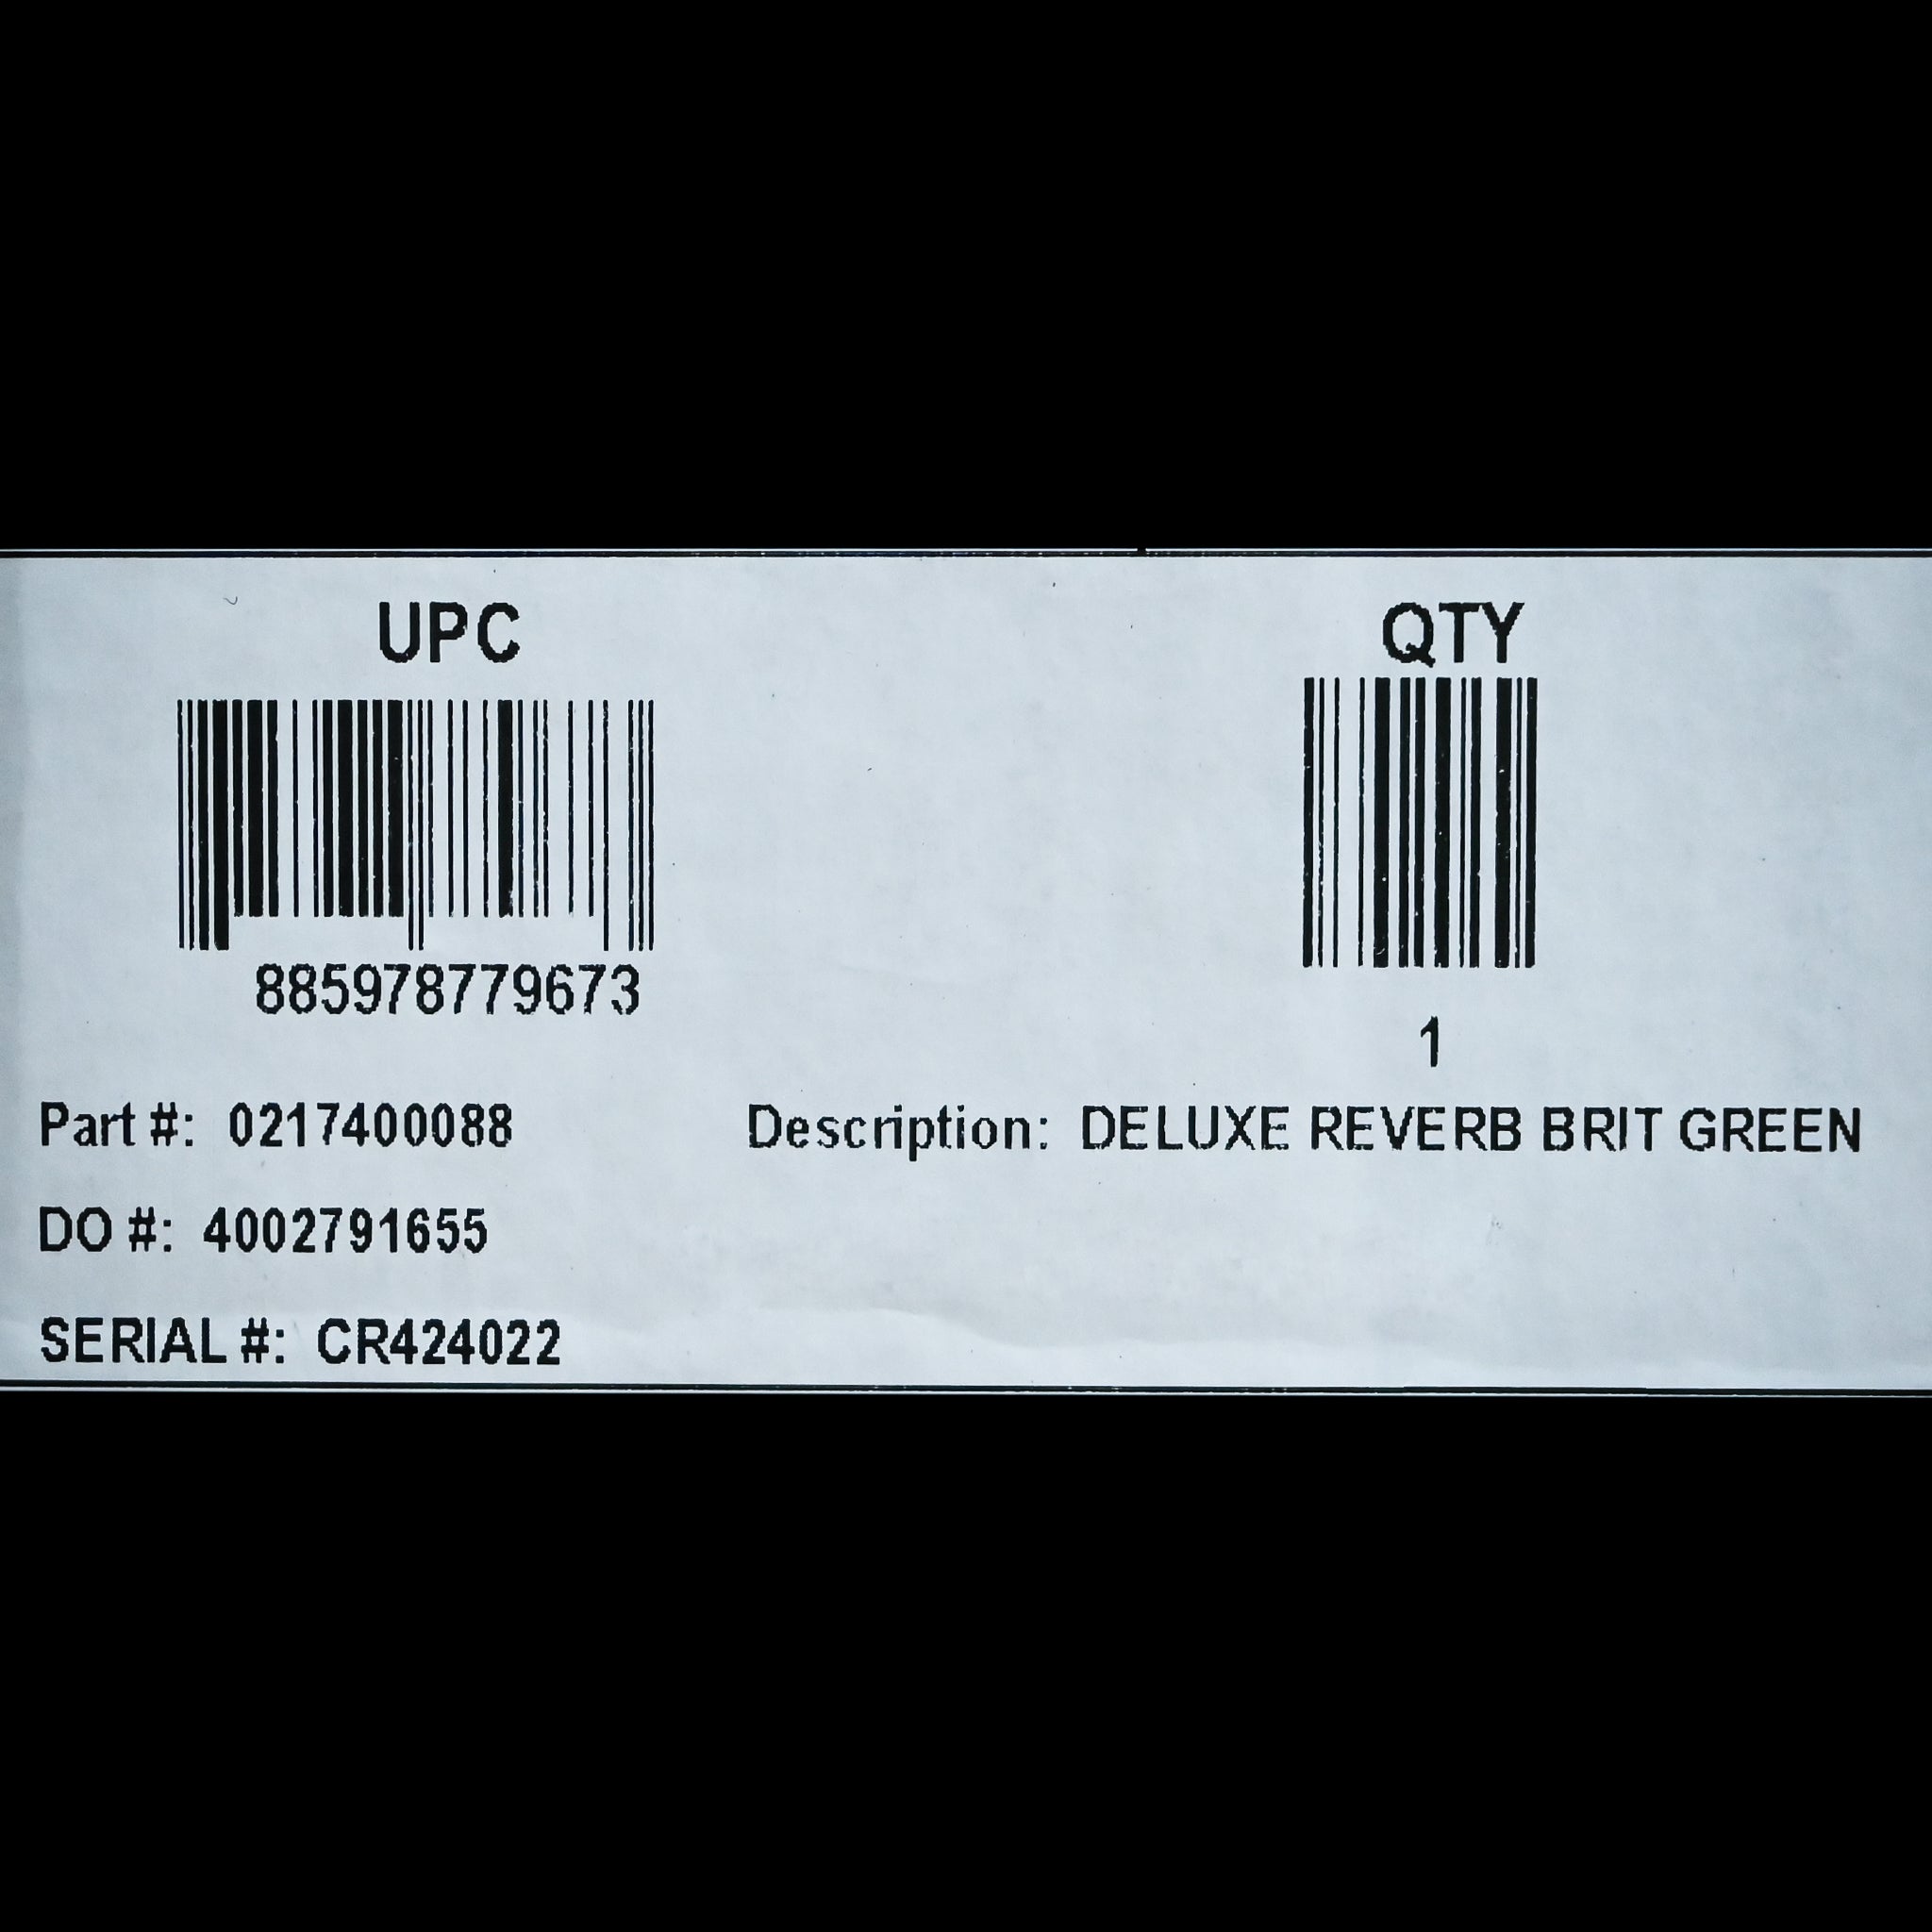 UPC
QTY
885978779673
1
Part #: 0217400088
Description: DELUXE REVERB BRIT GREEN
DO #: 4002791655
SERIAL #: CR424022